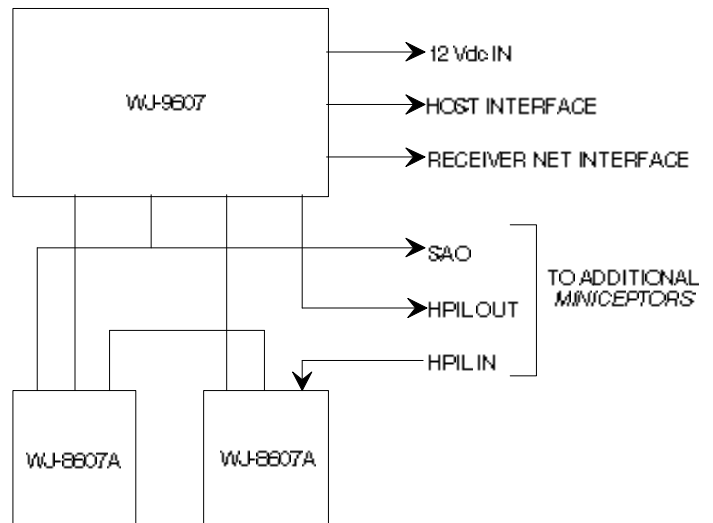 12 Vdc IN
WJ-9607
HOST INTERFACE
RECEIVER NET INTERFACE
SAO
TO ADDITIONAL
MINICEPTORS
HPIL OUT
HPIL IN
WJ-8607A
WJ-8607A